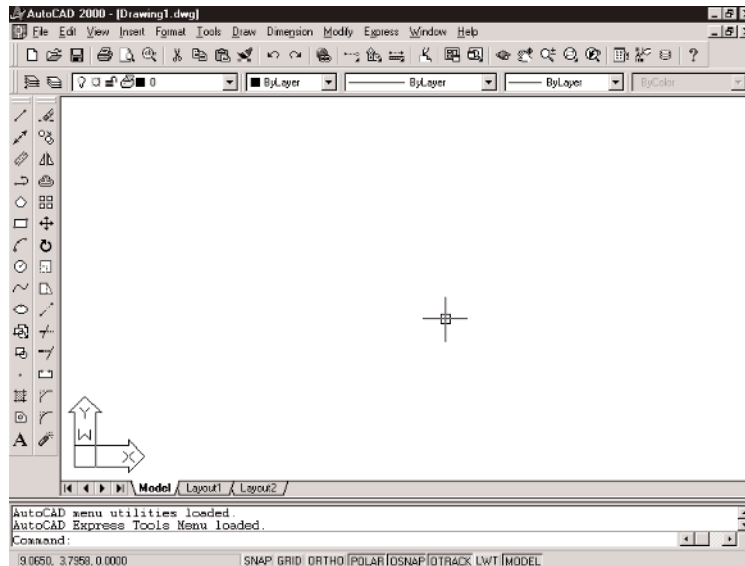 AutoCAD 2000 - [Drawing1.dwg]
File Edit View Insert Format Tools Draw Dimension Modify Express Window Help
0 ByLayer ByLayer ByLayer ByColor
A
Y
W
X
Model Layout1 Layout2
AutoCAD menu utilities loaded.
AutoCAD Express Tools Menu loaded.
Command:
9.0650, 3.7958, 0.0000 SNAP GRID ORTHO POLAR OSNAP OTRACK LWT MODEL